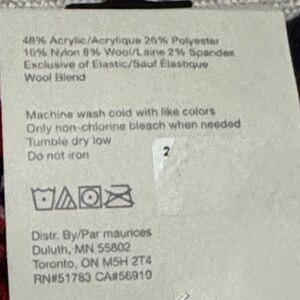 48% Acrylic/Acrylique 26% Polyester
16% Nylon 8% Wool/Laine 2% Spandex
Exclusive of Elastic/Sauf Élastique
Wool Blend
Machine wash cold with like colors
Only non-chlorine bleach when needed
Tumble dry low
Do not iron
2
Distr. By/Par maurices
Duluth, MN 55802
Toronto, ON M5H 2T4
RN#51783 CA#56910